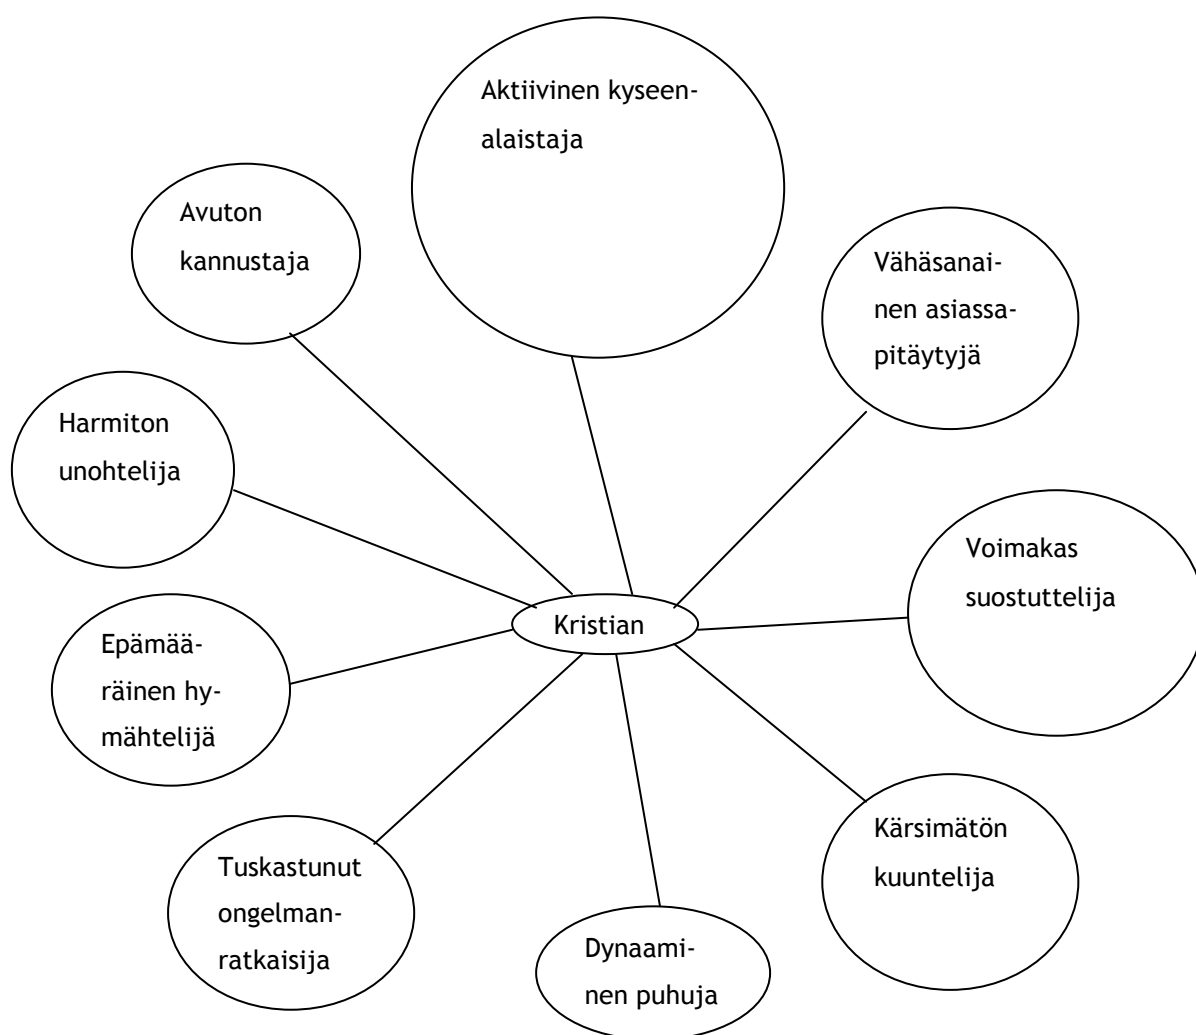 Aktiivinen kyseen-
alaistaja
Avuton
kannustaja
Vähäsanai-
nen asiassa-
pitäytyjä
Harmiton
unohtelija
Voimakas
suostuttelija
Kristian
Epämää-
räinen hy-
mähtelijä
Kärsimätön
kuuntelija
Tuskastunut
ongelman-
ratkaisija
Dynaami-
nen puhuja